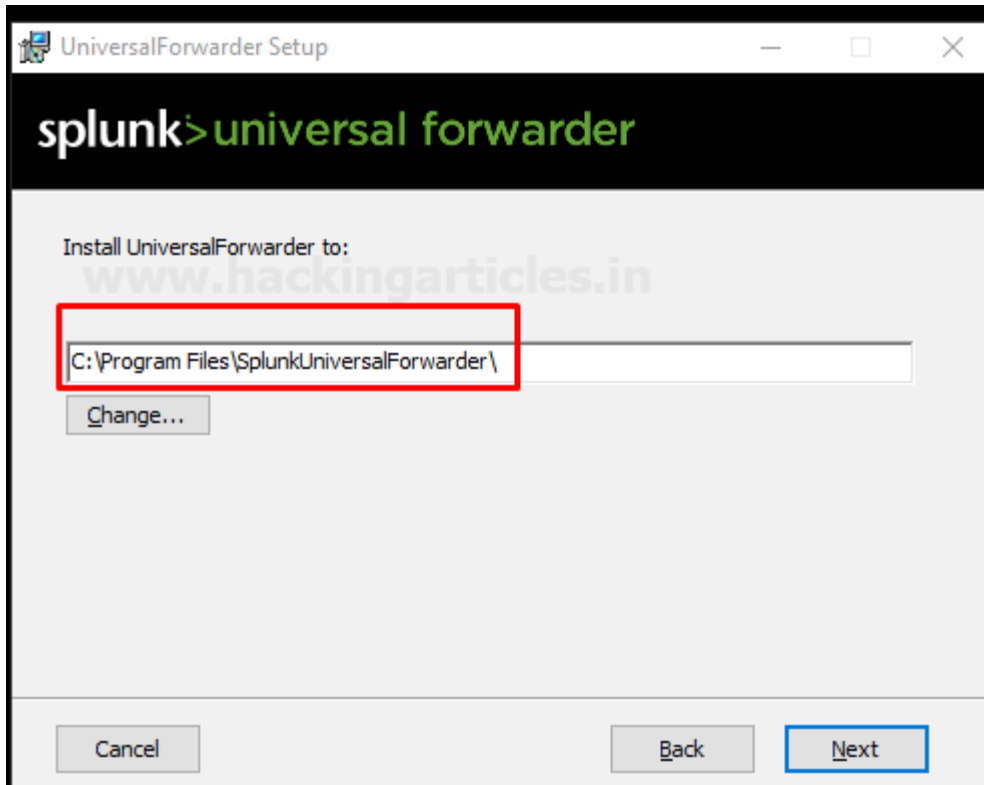 UniversalForwarder Setup
splunk>universal forwarder
Install UniversalForwarder to:
www.hackingarticles.in
C:\Program Files\SplunkUniversalForwarder\
Change...
Cancel Back Next